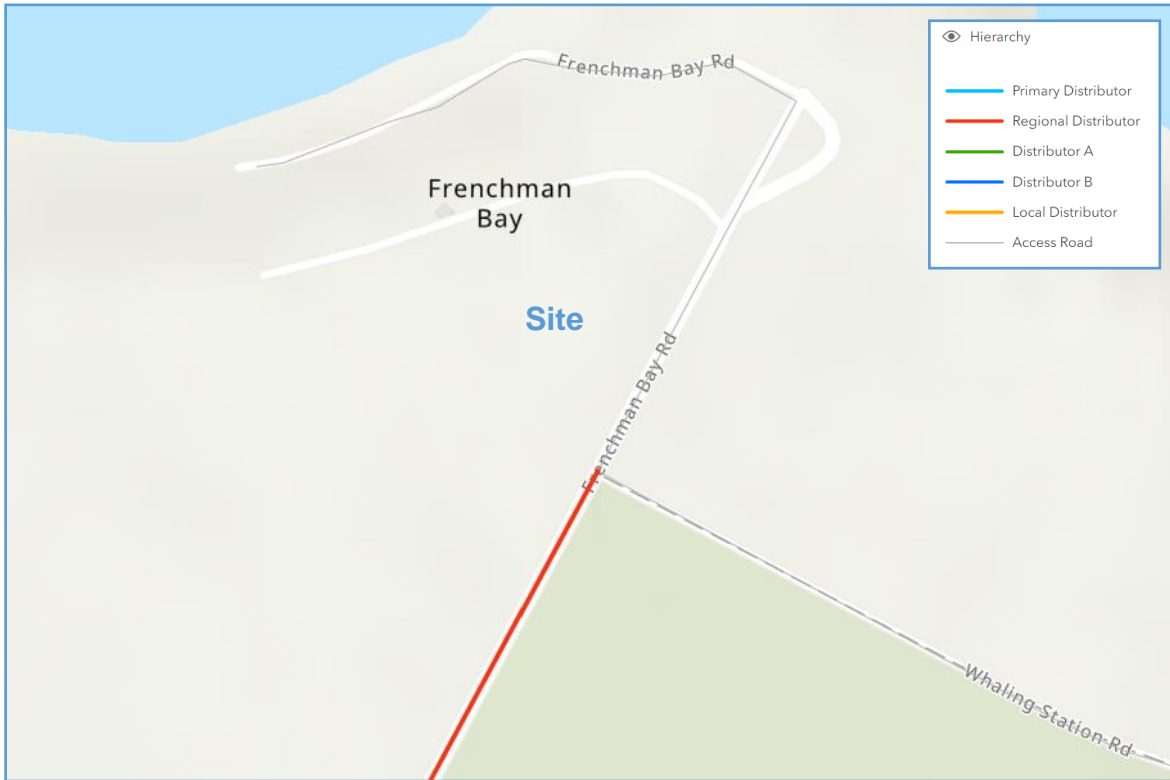 Frenchman Bay Rd
Hierarchy
Primary Distributor
Regional Distributor
Distributor A
Distributor B
Local Distributor
Access Road
Frenchman
Bay
Site
Frenchman Bay Rd
Whaling Station Rd